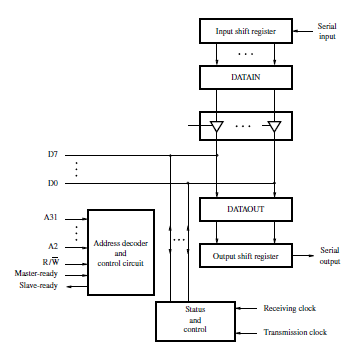 Input shift register
Serial
input
DATAIN
D7
D0
A31
A2
R/W̅
Master-ready
Slave-ready
Address decoder
and
control circuit
DATAOUT
Output shift register
Serial
output
Status
and
control
Receiving clock
Transmission clock